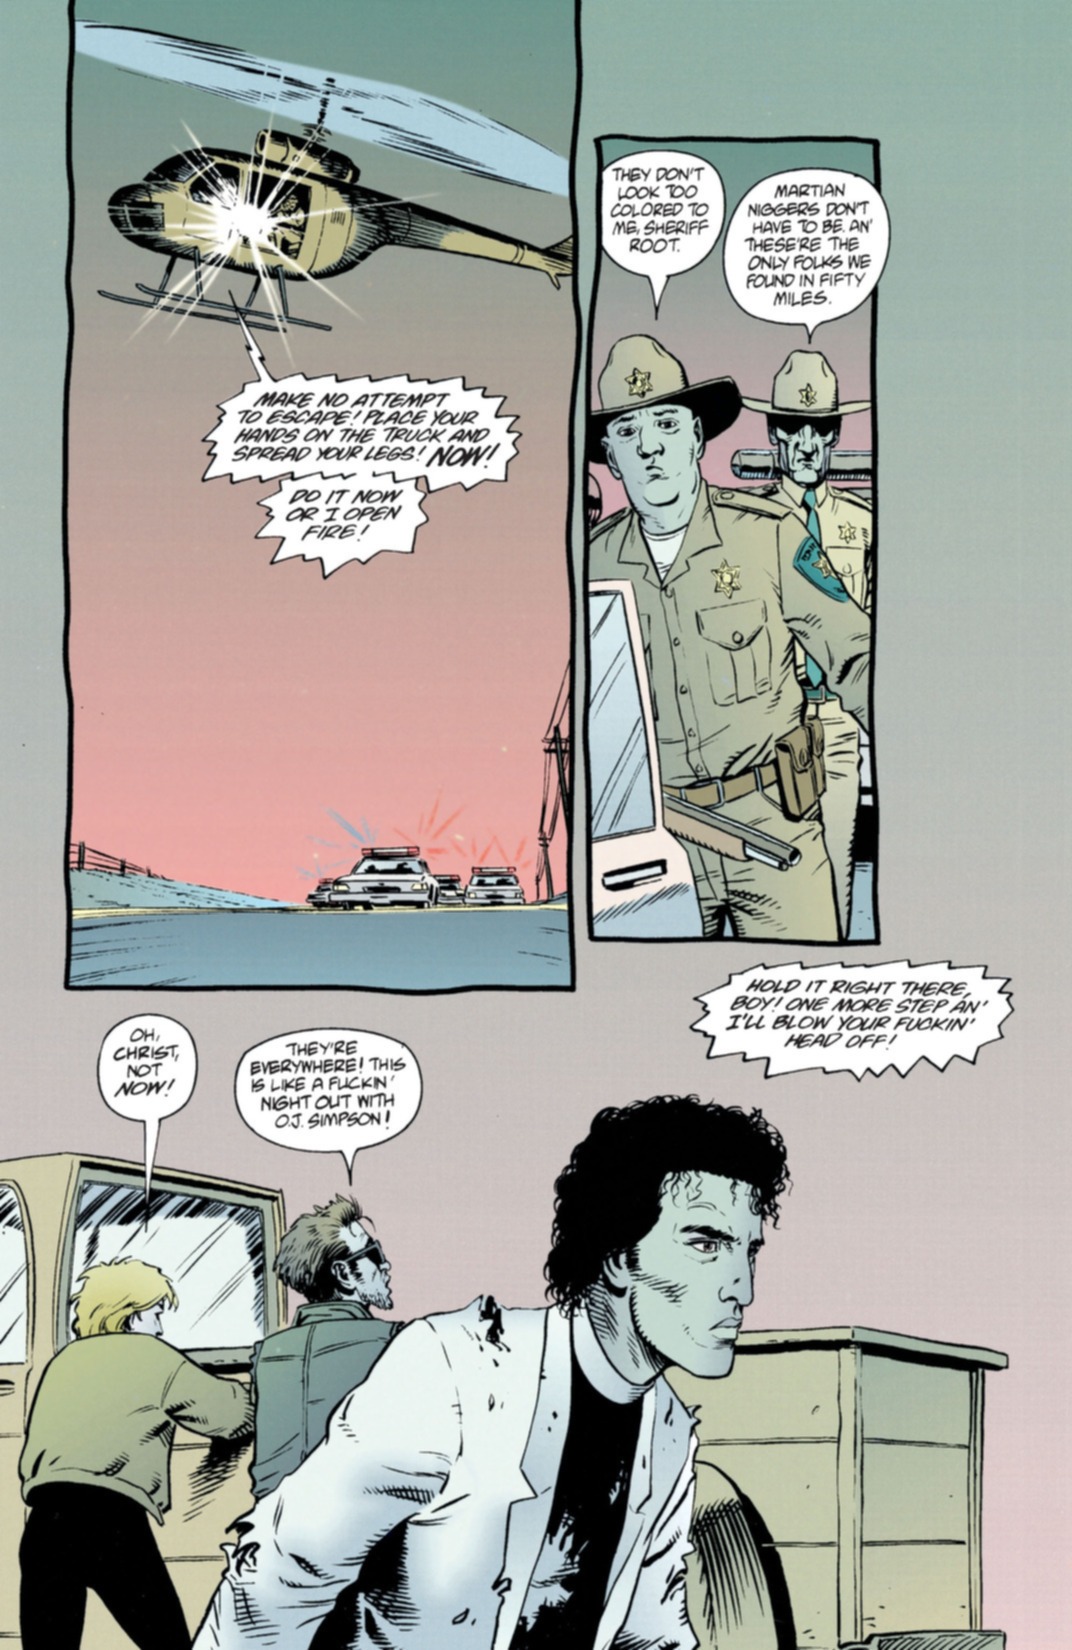 MAKE NO ATTEMPT
TO ESCAPE! PLACE YOUR
HANDS ON THE TRUCK AND
SPREAD YOUR LEGS! NOW!
DO IT NOW
OR I OPEN
FIRE!
THEY DON'T
LOOK TOO
COLORED TO
ME, SHERIFF
ROOT.
MARTIAN
NIGGERS DON'T
HAVE TO BE. AN'
THESE'RE THE
ONLY FOLKS WE
FOUND IN FIFTY
MILES.
HOLD IT RIGHT THERE,
BOY! ONE MORE STEP AN'
I'LL BLOW YOUR FUCKIN'
HEAD OFF!
OH,
CHRIST,
NOT
NOW!
THEY'RE
EVERYWHERE! THIS
IS LIKE A FUCKIN'
NIGHT OUT WITH
O.J. SIMPSON!